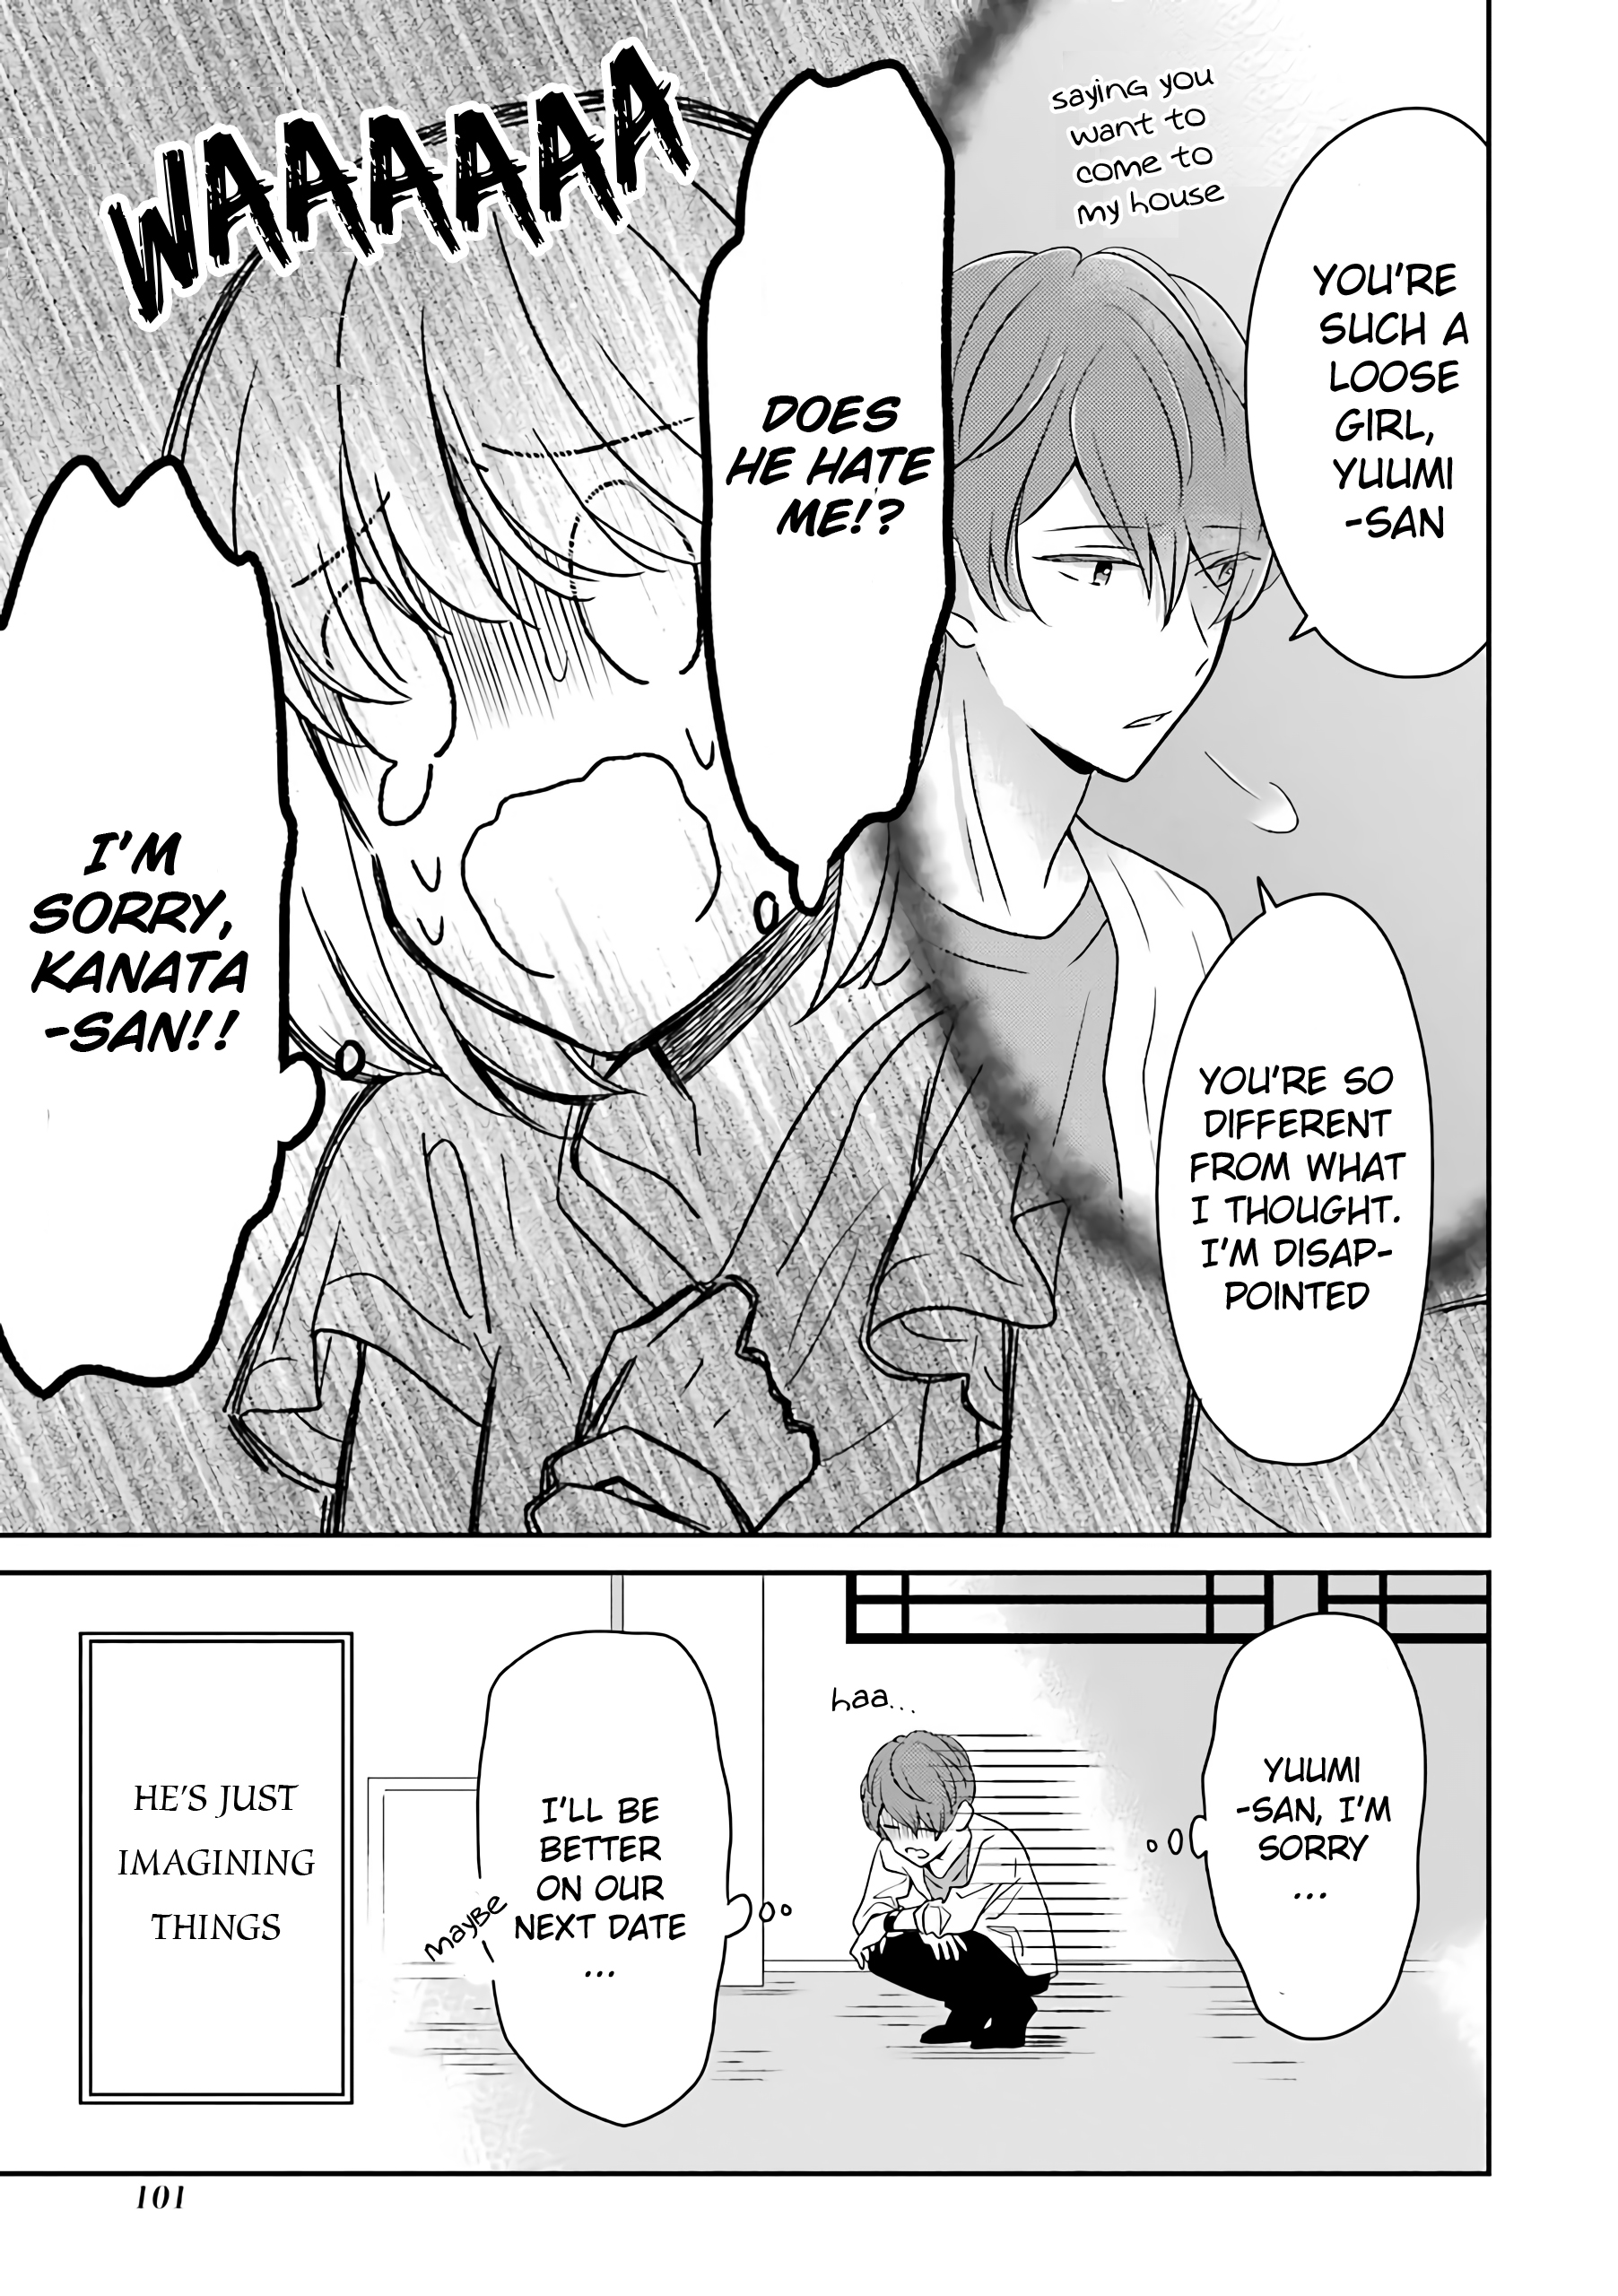 YOU'RE
SUCH A
LOOSE
GIRL,
YUUMI
-SAN
saying you
want to
come to
my house
YOU'RE SO
DIFFERENT
FROM WHAT
I THOUGHT.
I'M DISAP-
POINTED
DOES
HE HATE
ME!?
WAAAAAAA
I'M
SORRY,
KANATA
-SAN!!
YUUMI
-SAN, I'M
SORRY
...
haa...
I'LL BE
BETTER
ON OUR
NEXT DATE
...
MAYBE
HE'S JUST
IMAGINING
THINGS
101